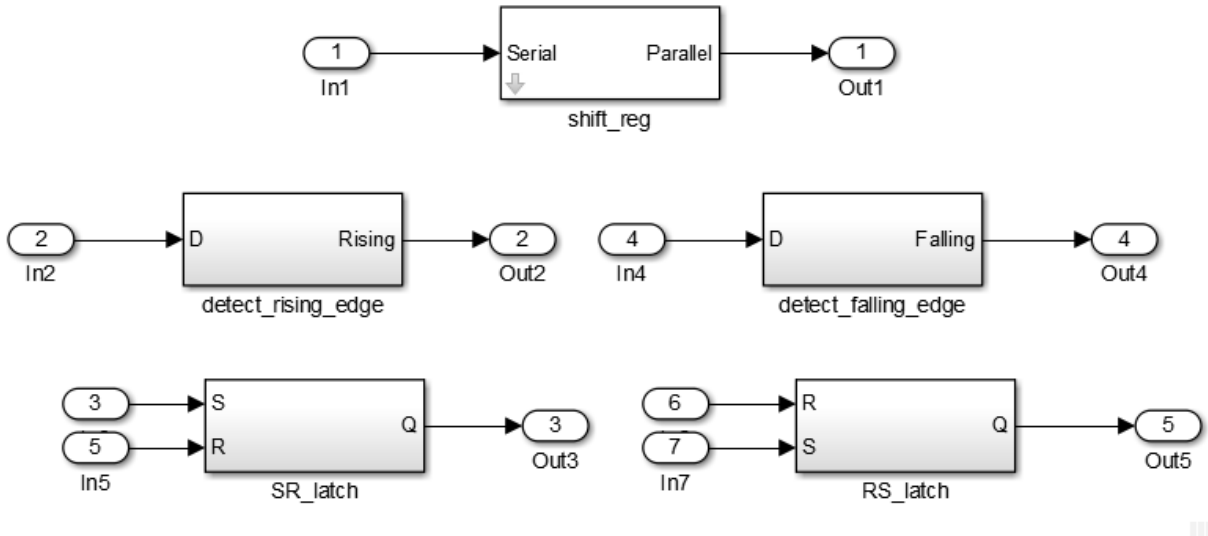 1
Serial
Parallel
1
In1
Out1
shift_reg
2
D
Rising
2
4
D
Falling
4
In2
Out2
In4
Out4
detect_rising_edge
detect_falling_edge
3
S
6
R
Q
3
Q
5
5
R
7
S
In5
Out3
In7
Out5
SR_latch
RS_latch